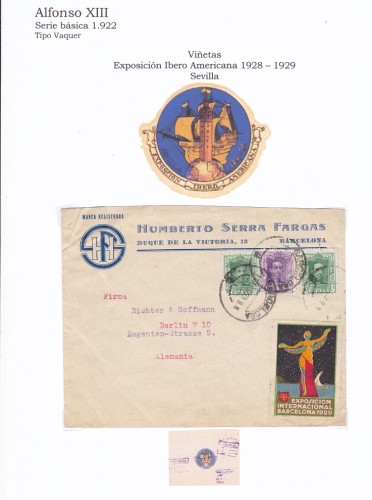 Alfonso XIII
Serie básica 1.922
Tipo Vaquer
Viñetas
Exposición Ibero Americana 1928 – 1929
Sevilla
EXPOSICION IBERO AMERICANA
MARCA REGISTRADA
HUMBERTO SERRA FARGAS
DUQUE DE LA VICTORIA, 18 BARCELONA
Firma
Richter & Hoffmann
Berlin W 10
Regenten-Strasse 9.
Alemania
EXPOSICION
INTERNACIONAL
BARCELONA 1929